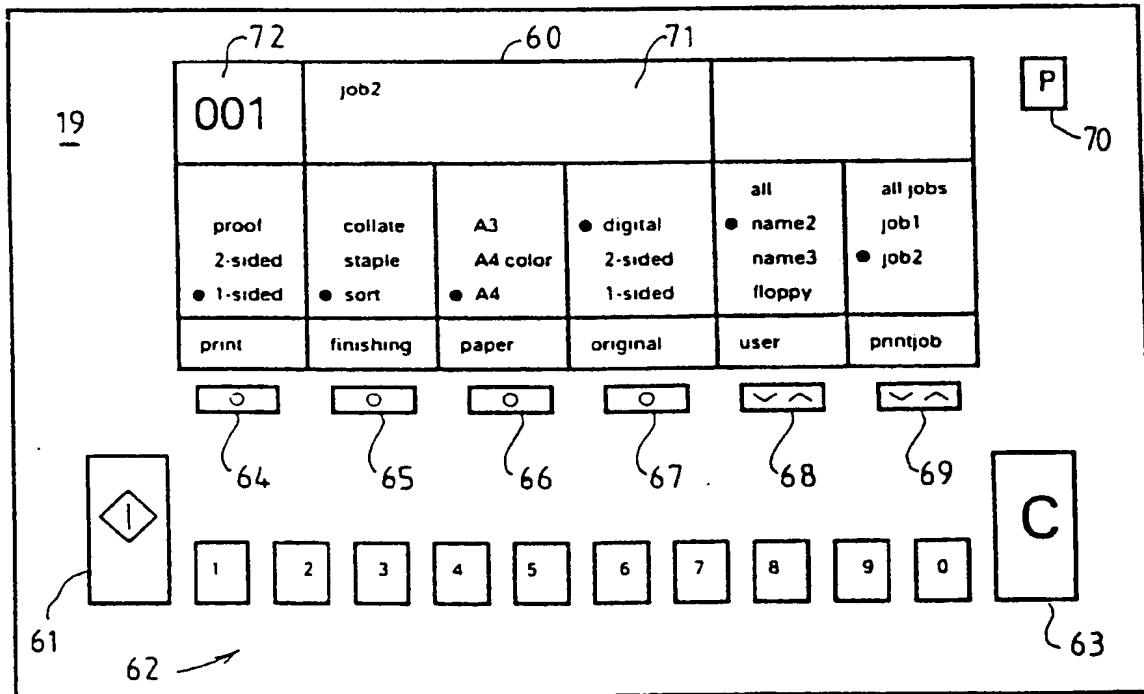 72 60 71
001 job2 P
19 70
proof collate A3 ● digital all all jobs
2-sided staple A4 color 2-sided ● name2 job1
● 1-sided ● sort ● A4 1-sided name3 ● job2
floppy
print finishing paper original user printjob
64 65 66 67 68 69
C
1 2 3 4 5 6 7 8 9 0
61 62 63